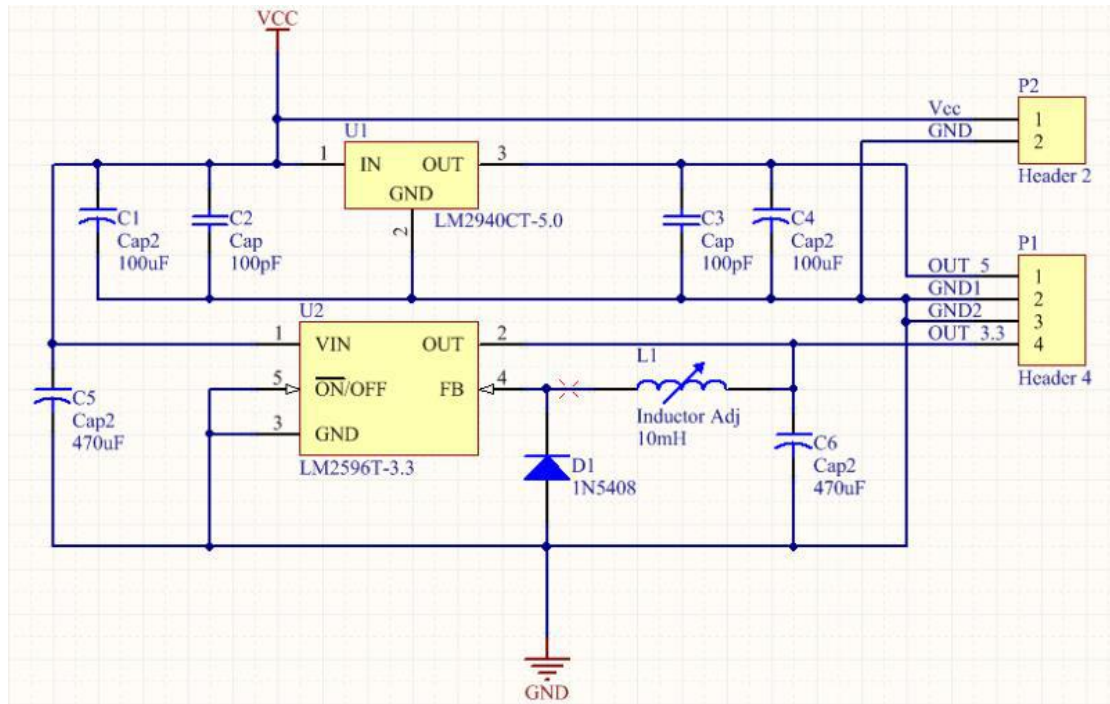 VCC
P2
Vcc
1
GND
2
Header 2
U1
1
IN
OUT
3
GND
2
LM2940CT-5.0
C1
Cap2
100uF
C2
Cap
100pF
C3
Cap
100pF
C4
Cap2
100uF
P1
OUT_5
1
GND1
2
GND2
3
OUT_3.3
4
Header 4
U2
1
VIN
OUT
2
5
ON/OFF
FB
4
3
GND
LM2596T-3.3
C5
Cap2
470uF
L1
Inductor Adj
10mH
D1
1N5408
C6
Cap2
470uF
GND